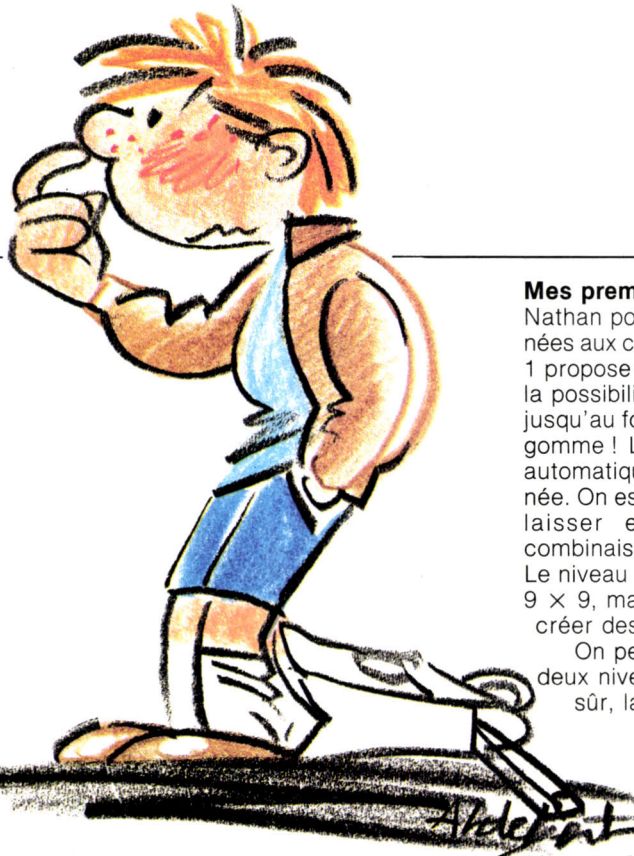 Mes prem
Nathan po
nées aux c
1 propose
la possibili
jusqu'au fo
gomme ! L
automatiqu
née. On es
laisser e
combinais
Le niveau
9 × 9, ma
créer des
On pe
deux nive
sûr, la